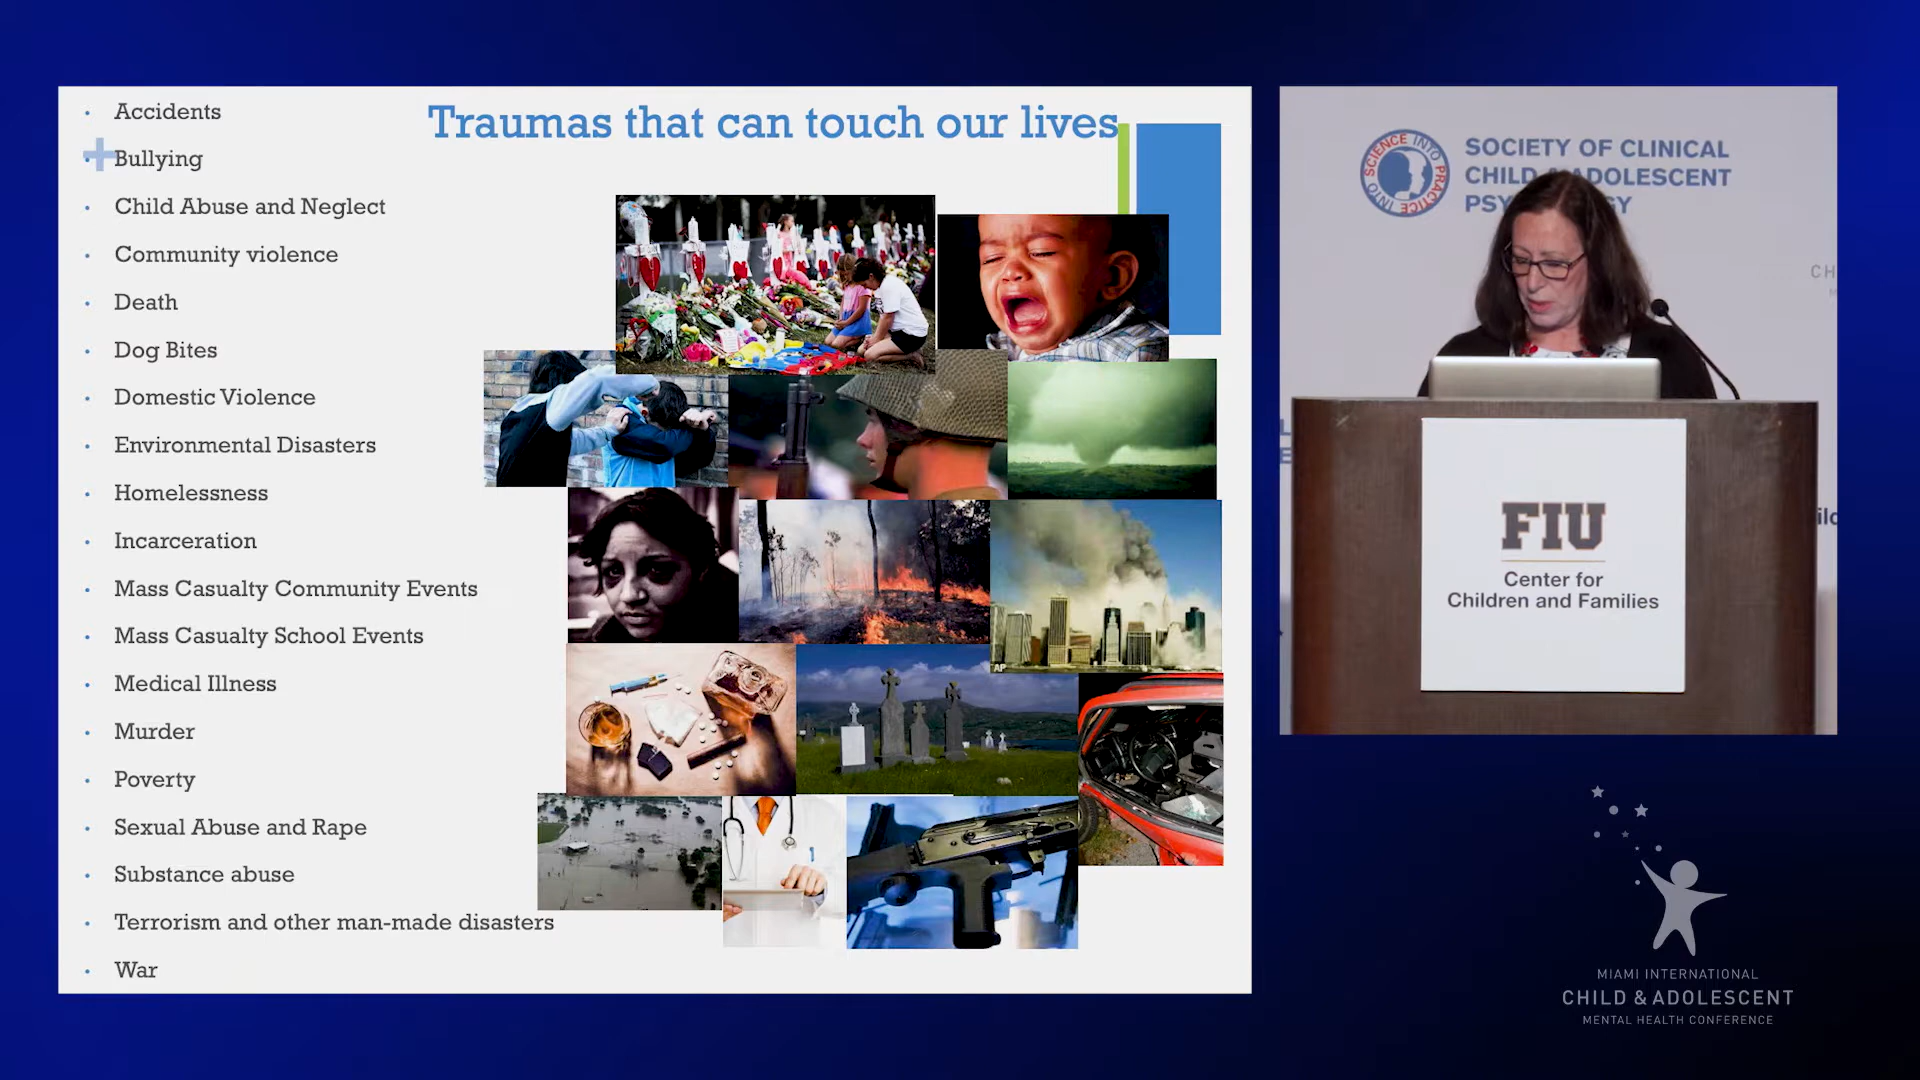 Traumas that can touch our lives
Accidents
Bullying
Child Abuse and Neglect
Community violence
Death
Dog Bites
Domestic Violence
Environmental Disasters
Homelessness
Incarceration
Mass Casualty Community Events
Mass Casualty School Events
Medical Illness
Murder
Poverty
Sexual Abuse and Rape
Substance abuse
Terrorism and other man-made disasters
War
AP
SCIENCE INTO PRACTICE INTO
SOCIETY OF CLINICAL
CHILD & ADOLESCENT
CH
FIU
Center for
Children and Families
MIAMI INTERNATIONAL
CHILD & ADOLESCENT
MENTAL HEALTH CONFERENCE